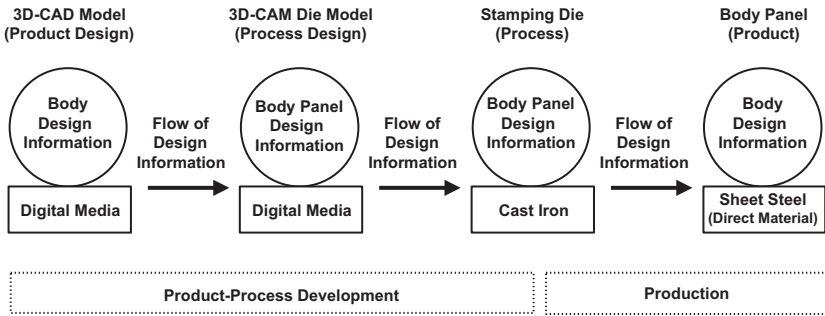 3D-CAD Model
(Product Design)
3D-CAM Die Model
(Process Design)
Stamping Die
(Process)
Body Panel
(Product)
Body
Design
Information
Flow of
Design
Information
Body Panel
Design
Information
Flow of
Design
Information
Body Panel
Design
Information
Flow of
Design
Information
Body
Design
Information
Digital Media
Digital Media
Cast Iron
Sheet Steel
(Direct Material)
Product-Process Development
Production